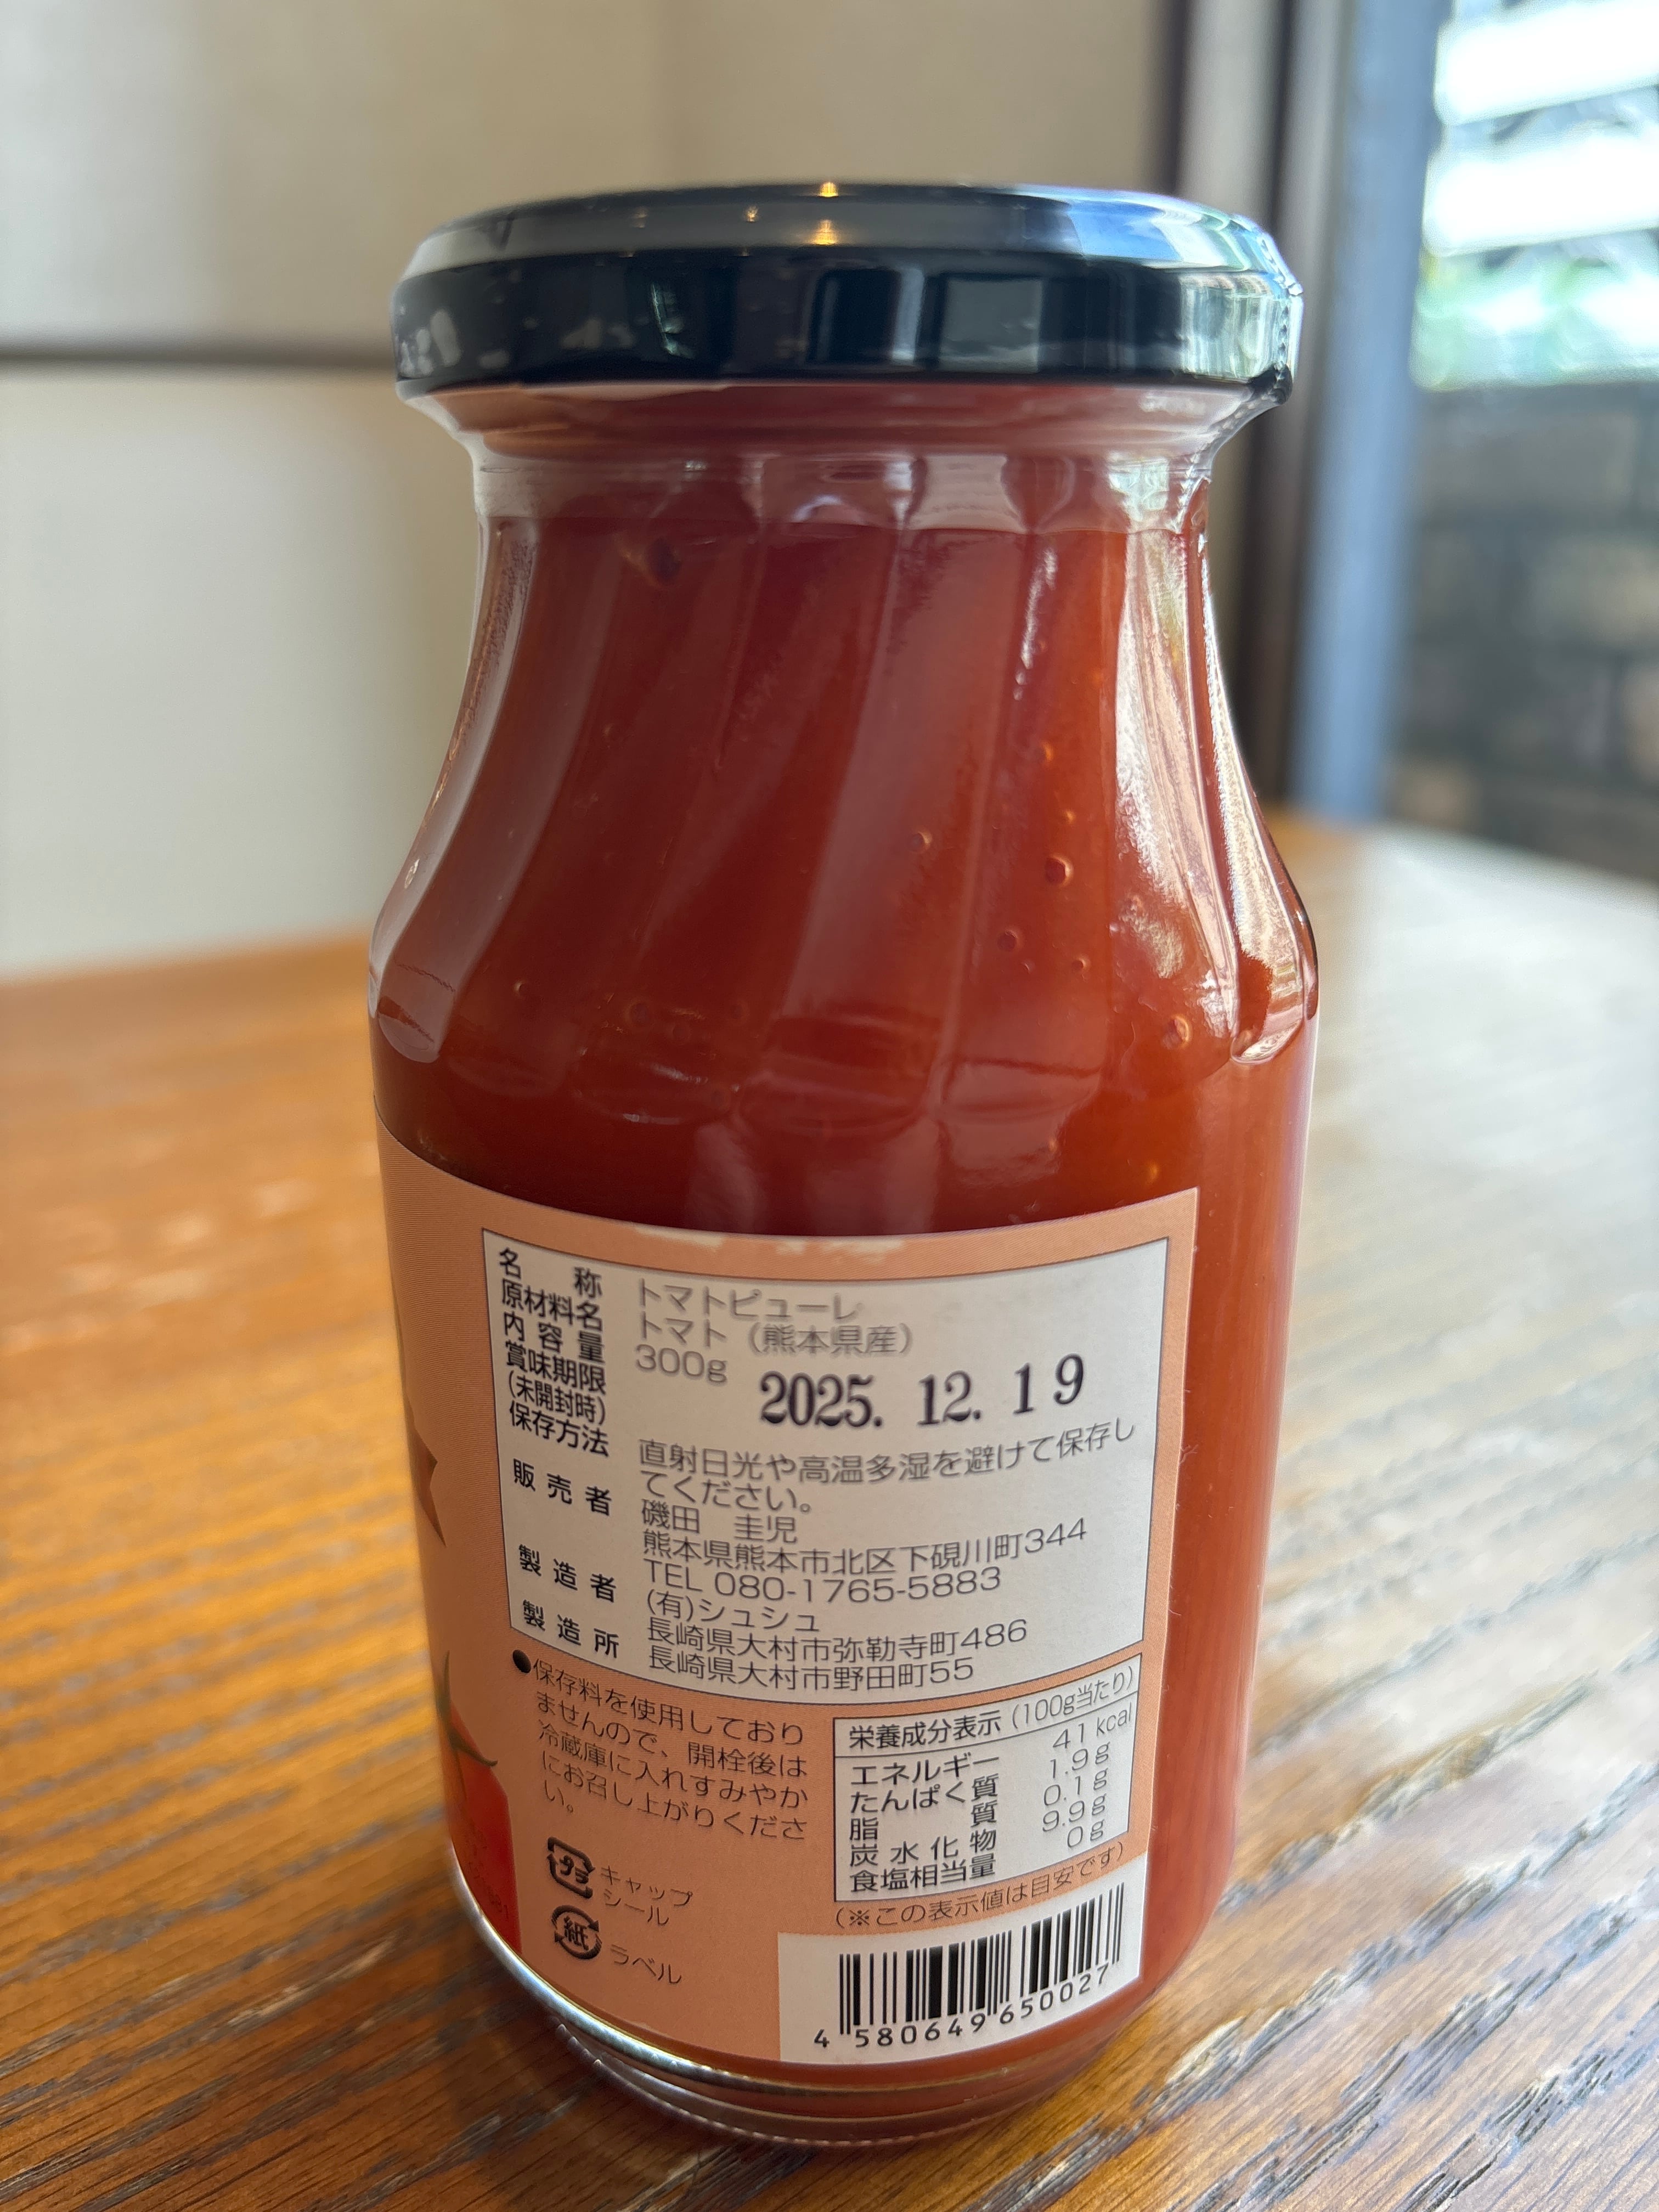 名称 トマトピューレ
原材料名 トマト（熊本県産）
内容量 300g
賞味期限 2025. 12. 19
(未開封時)
保存方法 直射日光や高温多湿を避けて保存し
てください。
販売者 磯田 圭児
熊本県熊本市北区下硯川町344
TEL 080-1765-5883
製造者 (有)シュシュ
長崎県大村市弥勒寺町486
製造所 長崎県大村市野田町55
●保存料を使用しており
ませんので、開栓後は
冷蔵庫に入れすみやか
にお召し上がりくださ
い。
プラ キャップ
シール
紙 ラベル
栄養成分表示（100g当たり）
エネルギー 41 kcal
たんぱく質 1.9g
脂質 0.1g
炭水化物 9.9g
食塩相当量 0g
（※この表示値は目安です）
4 580649 650027